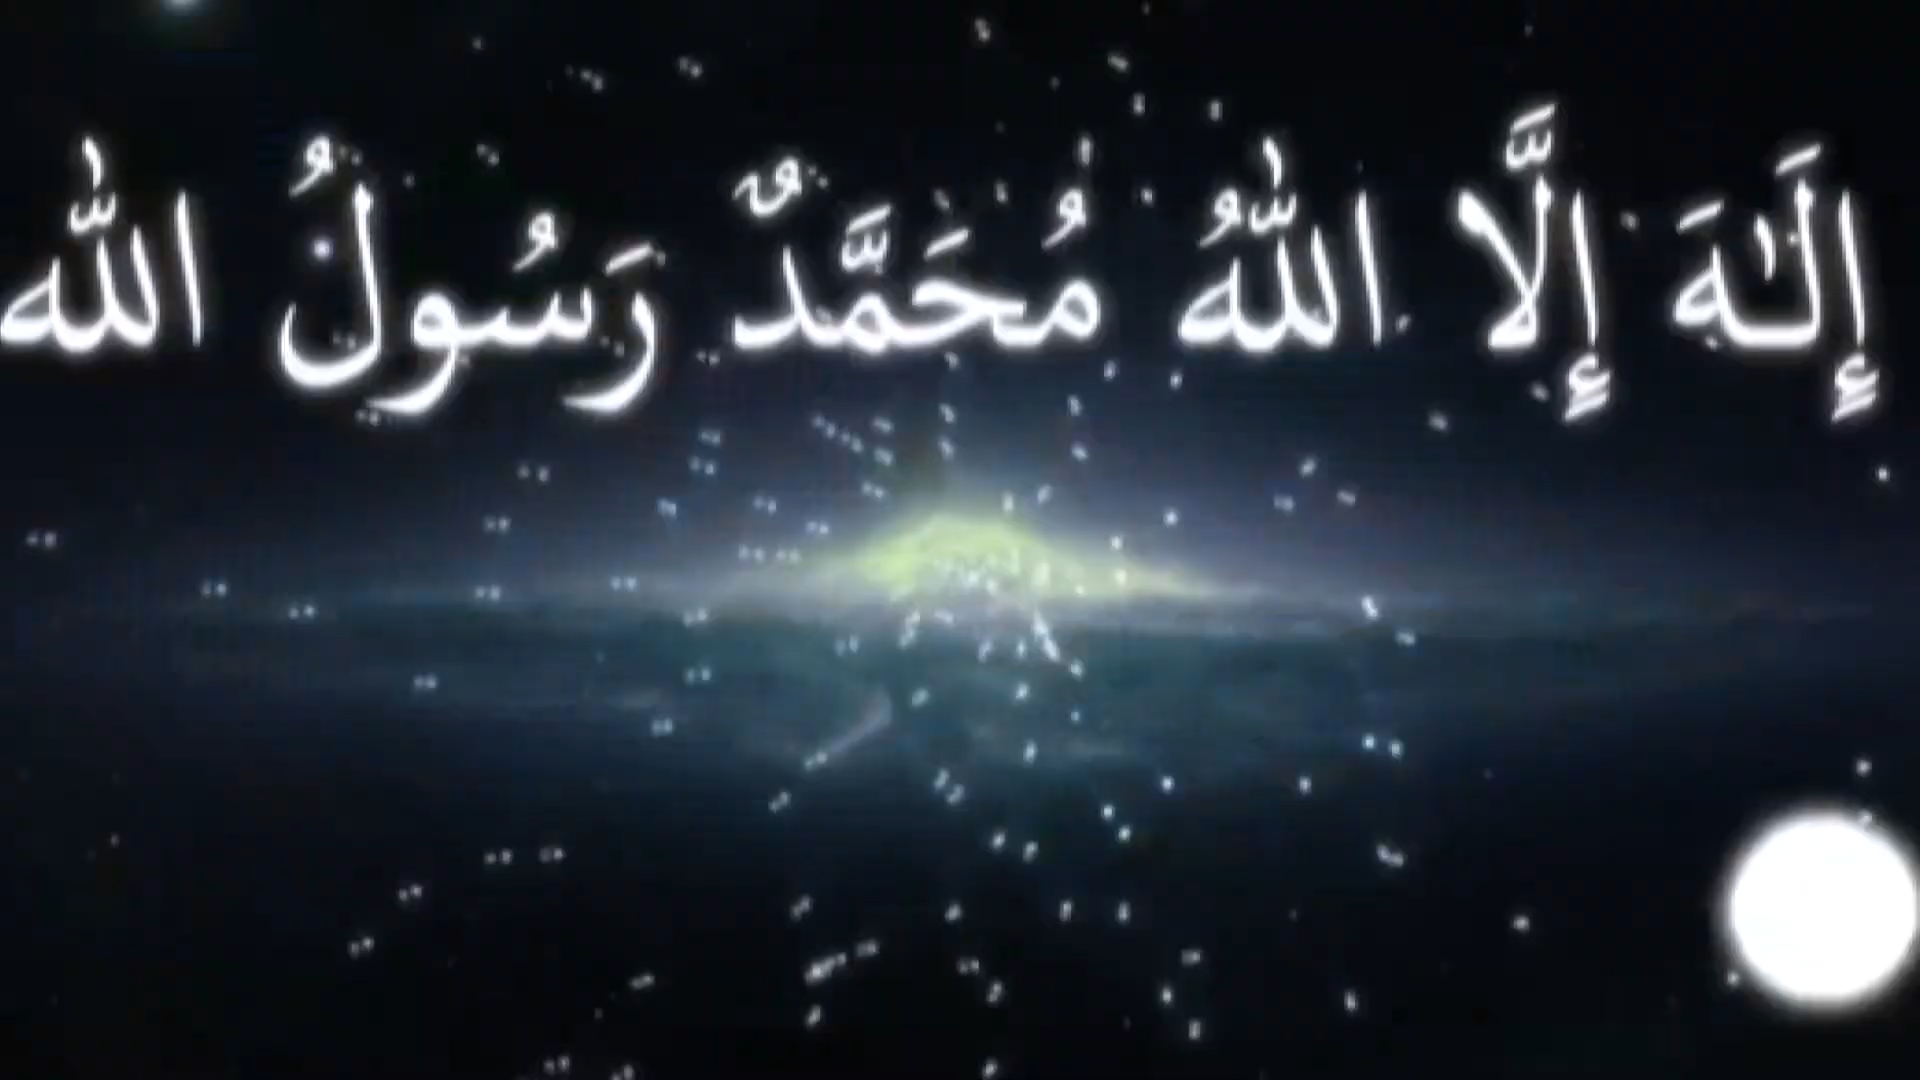 إِلَـٰهَ إِلَّا اللّٰهُ مُحَمَّدٌ رَسُولُ اللّٰه